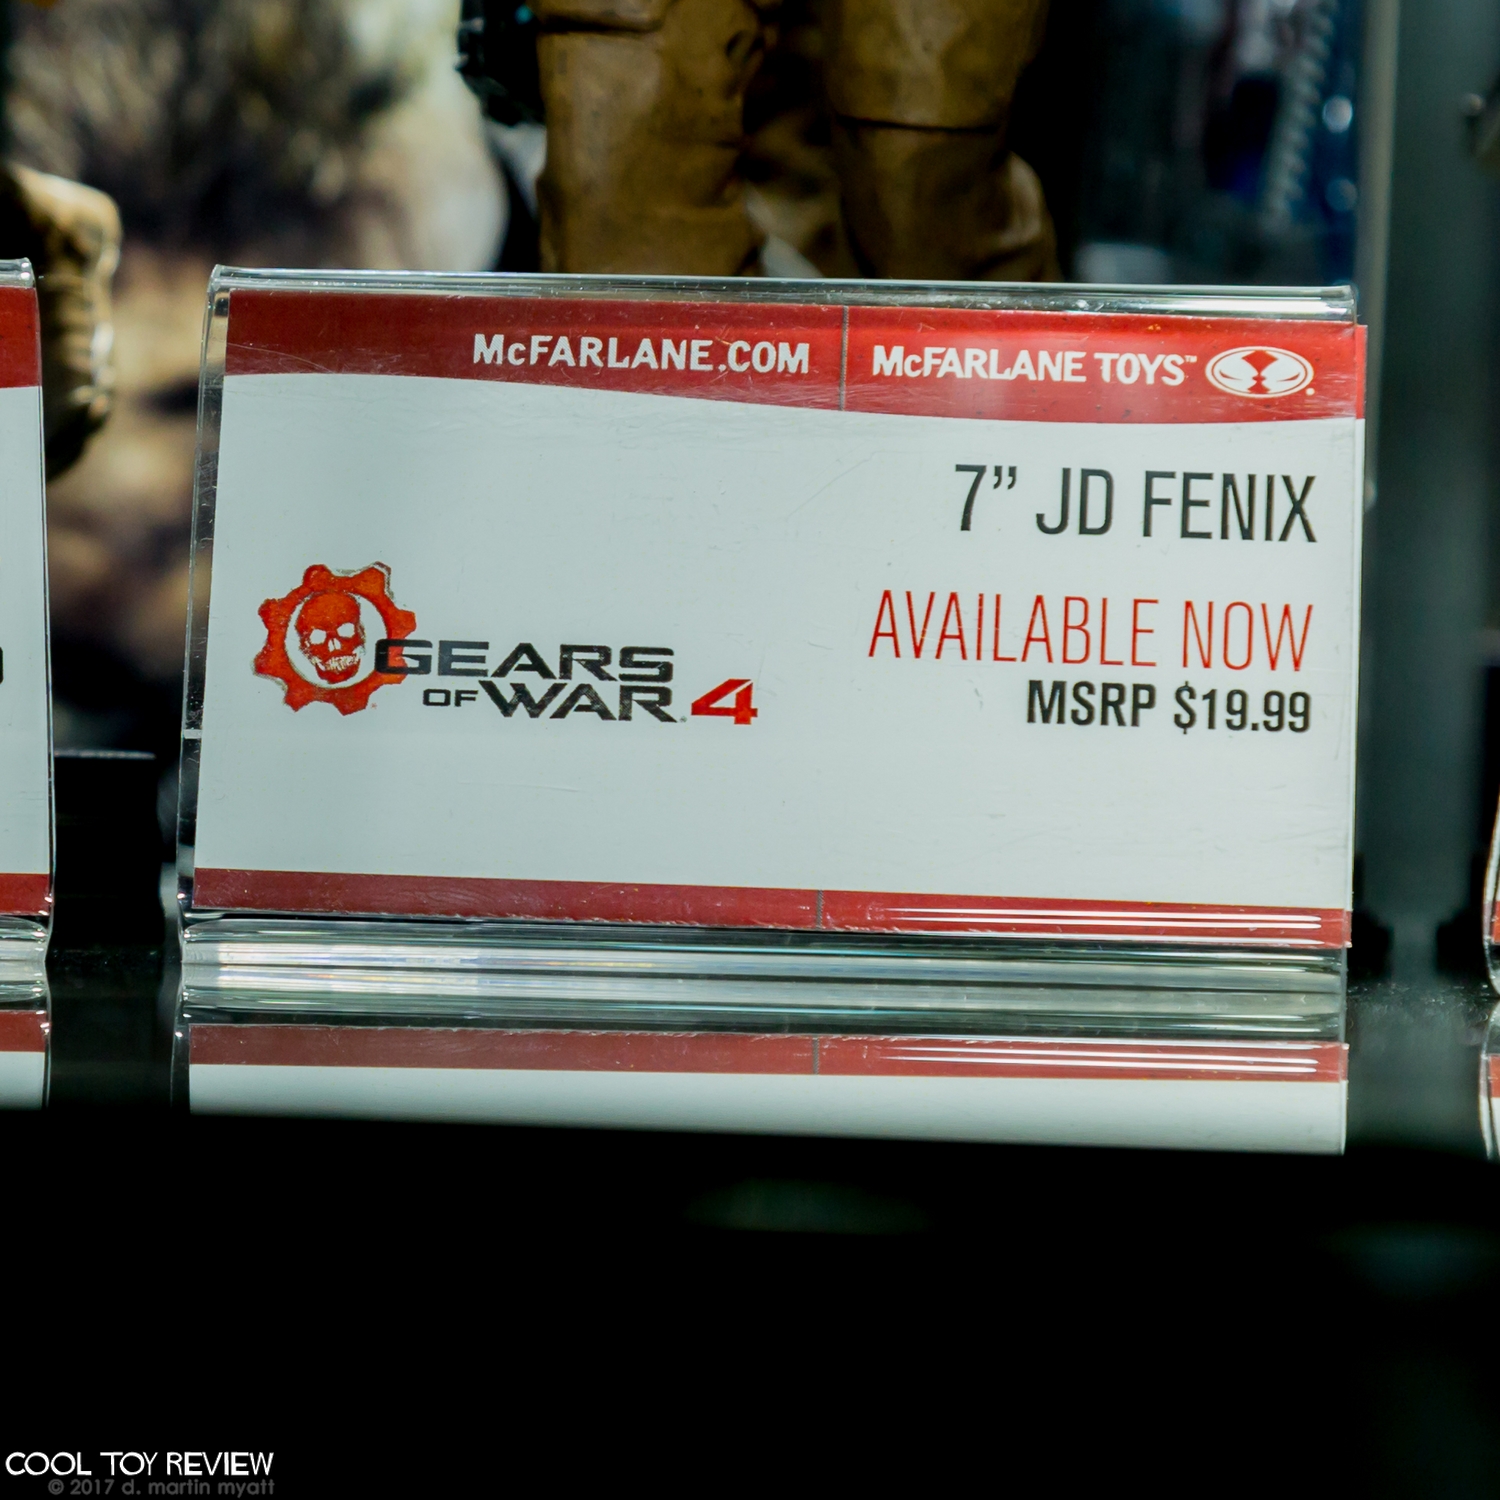 McFARLANE.COM McFARLANE TOYS™
7” JD FENIX
AVAILABLE NOW
MSRP $19.99
GEARS
OF WAR 4
COOL TOY REVIEW
© 2017 d. martin myatt